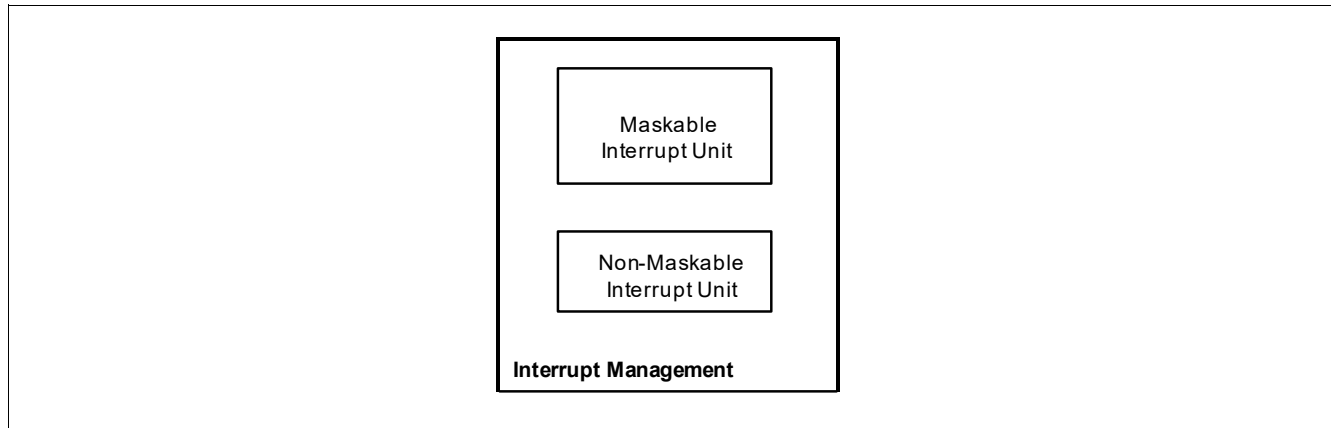 Maskable
Interrupt Unit
Non-Maskable
Interrupt Unit
Interrupt Management